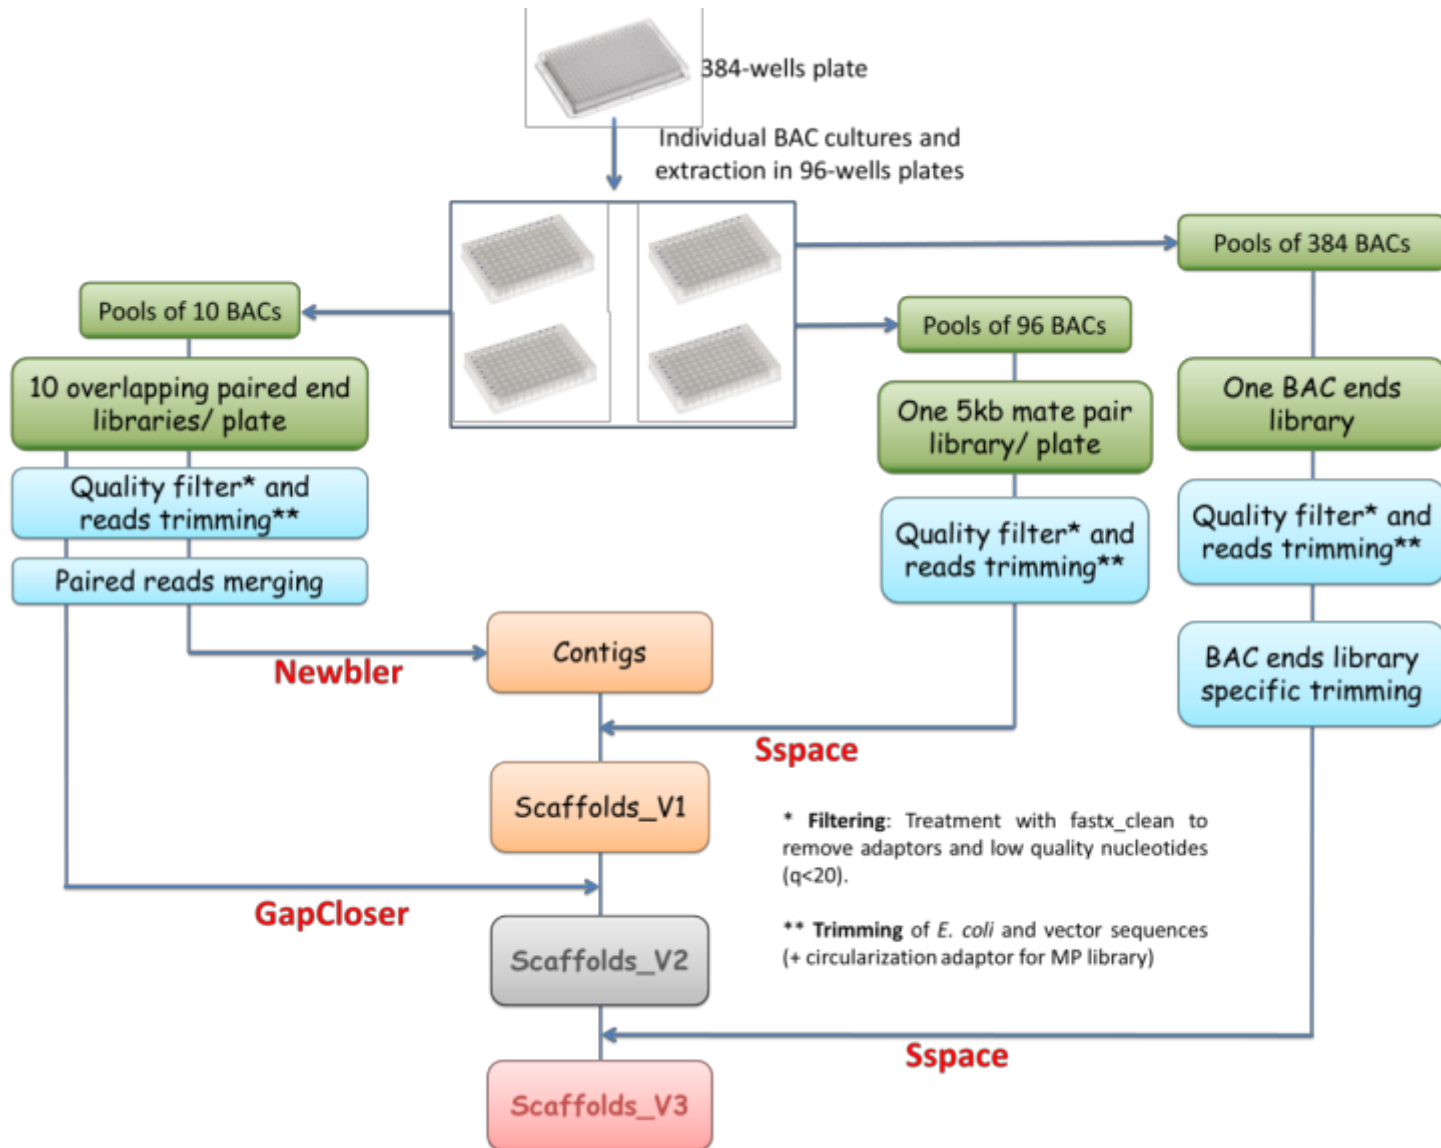 384-wells plate
Individual BAC cultures and
extraction in 96-wells plates
Pools of 384 BACs
Pools of 10 BACs
Pools of 96 BACs
10 overlapping paired end
libraries/ plate
One 5kb mate pair
library/ plate
One BAC ends
library
Quality filter* and
reads trimming**
Quality filter* and
reads trimming**
Quality filter* and
reads trimming**
Paired reads merging
BAC ends library
specific trimming
Newbler
Contigs
Sspace
Scaffolds_V1
* Filtering: Treatment with fastx_clean to
remove adaptors and low quality nucleotides
(q<20).
GapCloser
** Trimming of E. coli and vector sequences
(+ circularization adaptor for MP library)
Scaffolds_V2
Sspace
Scaffolds_V3